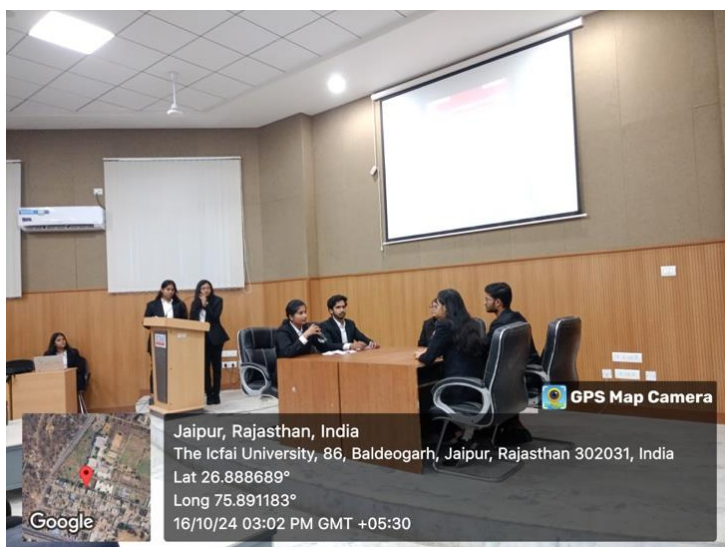 GPS Map Camera
Jaipur, Rajasthan, India
The Icfai University, 86, Baldeogarh, Jaipur, Rajasthan 302031, India
Lat 26.888689°
Long 75.891183°
16/10/24 03:02 PM GMT +05:30
Google